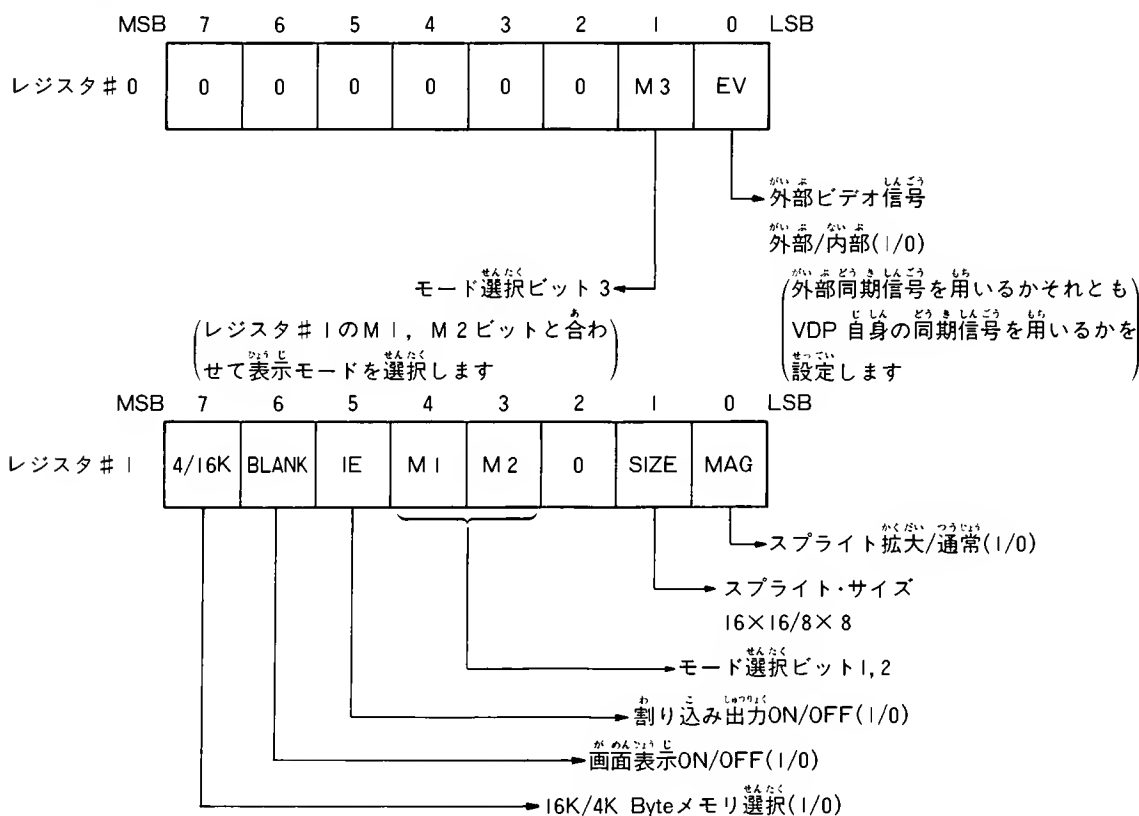 MSB 7 6 5 4 3 2 1 0 LSB
レジスタ#0 0 0 0 0 0 0 M3 EV
外部ビデオ信号
外部/内部(1/0)
モード選択ビット3
(レジスタ#1のM1, M2ビットと合わ
せて表示モードを選択します)
(外部同期信号を用いるかそれとも
VDP 自身の同期信号を用いるかを
設定します)
MSB 7 6 5 4 3 2 1 0 LSB
レジスタ#1 4/16K BLANK IE M1 M2 0 SIZE MAG
スプライト拡大/通常(1/0)
スプライト・サイズ
16×16/8×8
モード選択ビット1,2
割り込み出力ON/OFF(1/0)
画面表示ON/OFF(1/0)
16K/4K Byteメモリ選択(1/0)